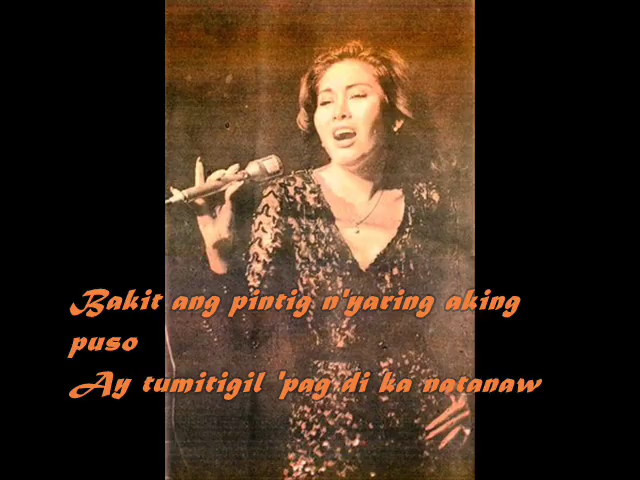 Bakit ang pintig n'yaring aking
puso
Ay tumitigil 'pag di ka natanaw